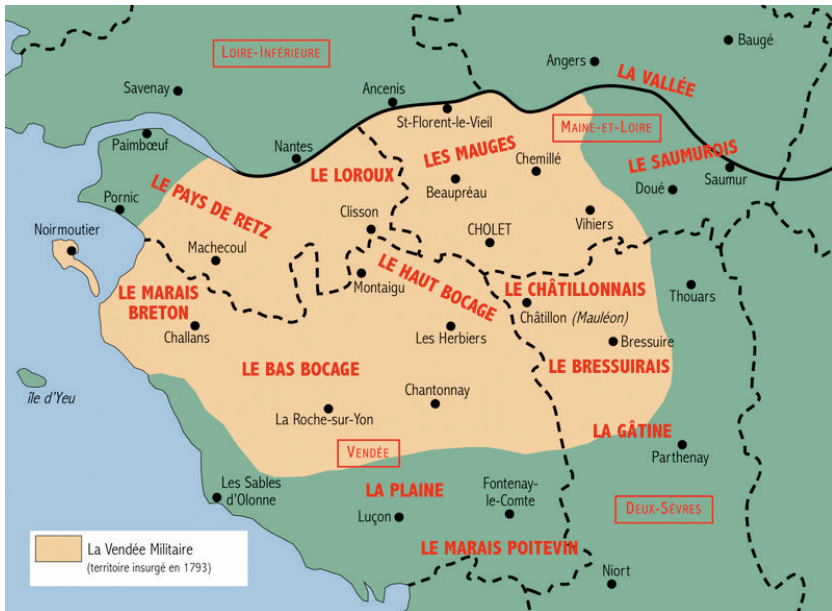 LOIRE-INFÉRIEURE
Baugé
Angers
LA VALLÉE
Savenay
Ancenis
St-Florent-le-Vieil
MAINE-ET-LOIRE
Paimbœuf
Nantes
LES MAUGES
Chemillé
LE SAUMUROIS
LE LOROUX
Beaupréau
Doué
Saumur
Pornic
LE PAYS DE RETZ
Clisson
Vihiers
Noirmoutier
Machecoul
CHOLET
LE HAUT BOCAGE
Montaigu
LE MARAIS
BRETON
LE CHÂTILLONNAIS
Thouars
Châtillon (Mauléon)
Challans
Les Herbiers
Bressuire
LE BAS BOCAGE
LE BRESSUIRAIS
île d'Yeu
Chantonnay
La Roche-sur-Yon
LA GÂTINE
Parthenay
VENDÉE
Les Sables
d'Olonne
LA PLAINE
Fontenay-
le-Comte
DEUX-SÈVRES
Luçon
LE MARAIS POITEVIN
La Vendée Militaire
(territoire insurgé en 1793)
Niort